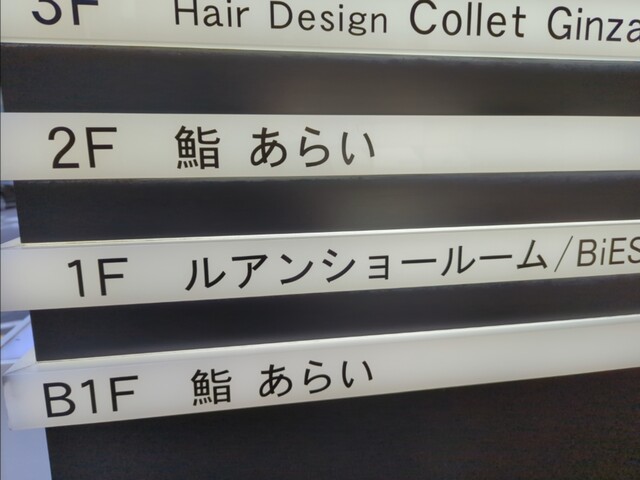 3F Hair Design Collet Ginza
2F 鮨 あらい
1F ルアンショールーム/BiES
B1F 鮨 あらい